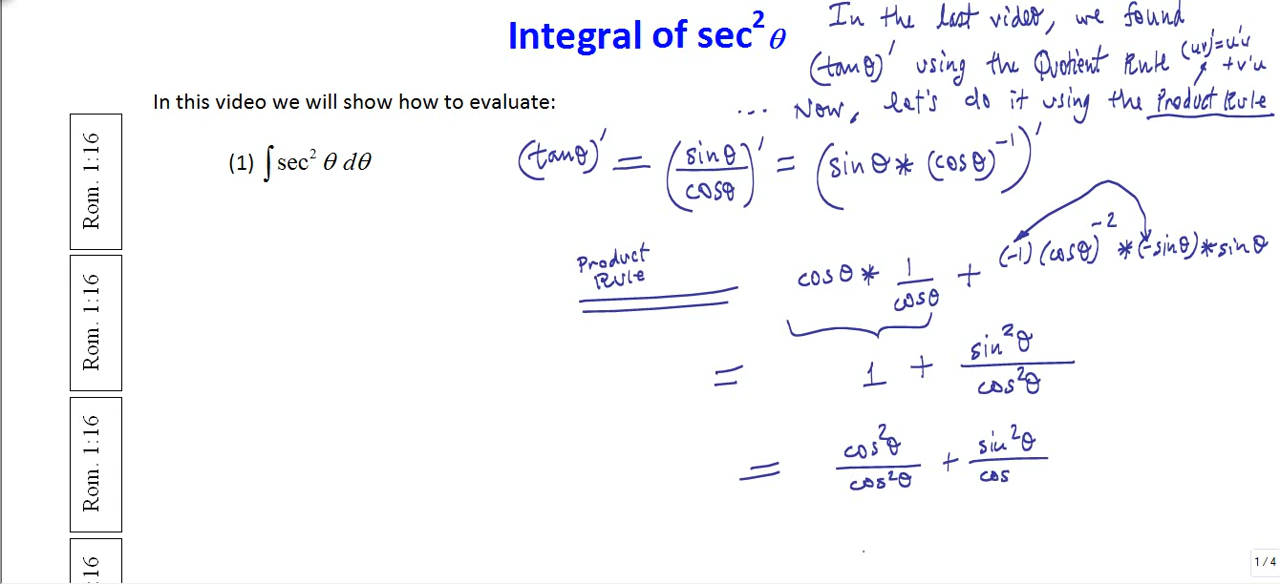 Integral of sec² θ
In the last video, we found
(tanθ)' using the Quotient Rule (uv)'=u'v
+v'u
... Now, let's do it using the Product Rule
In this video we will show how to evaluate:
(1) ∫ sec² θ dθ
(tanθ)' = (sinθ/cosθ)' = (sinθ * (cosθ)⁻¹)'
Product
Rule
cosθ * 1/cosθ + (-1)(cosθ)⁻² * (-sinθ) * sinθ
= 1 + sin²θ/cos²θ
= cos²θ/cos²θ + sin²θ/cos
Rom. 1:16
Rom. 1:16
Rom. 1:16
:16
1/4